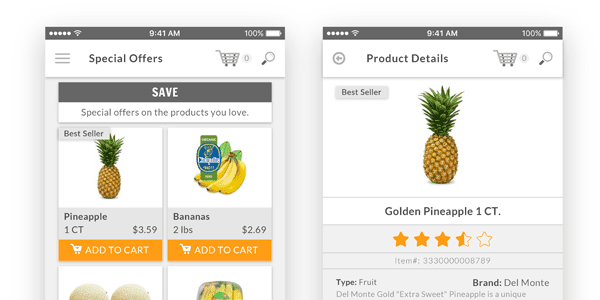 9:41 AM 100%
Special Offers 0
SAVE
Special offers on the products you love.
Best Seller
ORGANIC
Chiquita
Pineapple
1 CT $3.59
Bananas
2 lbs $2.69
ADD TO CART
ADD TO CART
9:41 AM 100%
Product Details 0
Best Seller
Golden Pineapple 1 CT.
Item#: 3330000008789
Type: Fruit Brand: Del Monte
Del Monte Gold "Extra Sweet" Pineapple is a unique